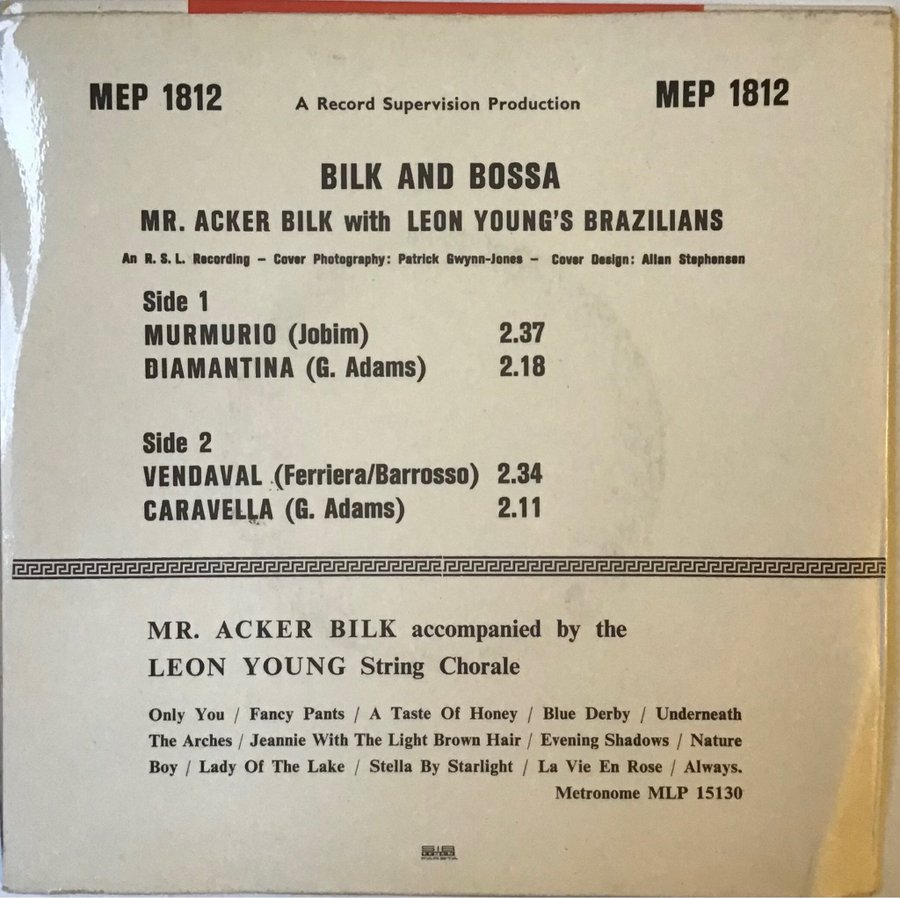 MEP 1812 A Record Supervision Production MEP 1812
BILK AND BOSSA
MR. ACKER BILK with LEON YOUNG'S BRAZILIANS
An R. S. L. Recording – Cover Photography: Patrick Gwynn-Jones – Cover Design: Allan Stephensen
Side 1
MURMURIO (Jobim) 2.37
DIAMANTINA (G. Adams) 2.18
Side 2
VENDAVAL (Ferriera/Barrosso) 2.34
CARAVELLA (G. Adams) 2.11
MR. ACKER BILK accompanied by the
LEON YOUNG String Chorale
Only You / Fancy Pants / A Taste Of Honey / Blue Derby / Underneath
The Arches / Jeannie With The Light Brown Hair / Evening Shadows / Nature
Boy / Lady Of The Lake / Stella By Starlight / La Vie En Rose / Always.
Metronome MLP 15130